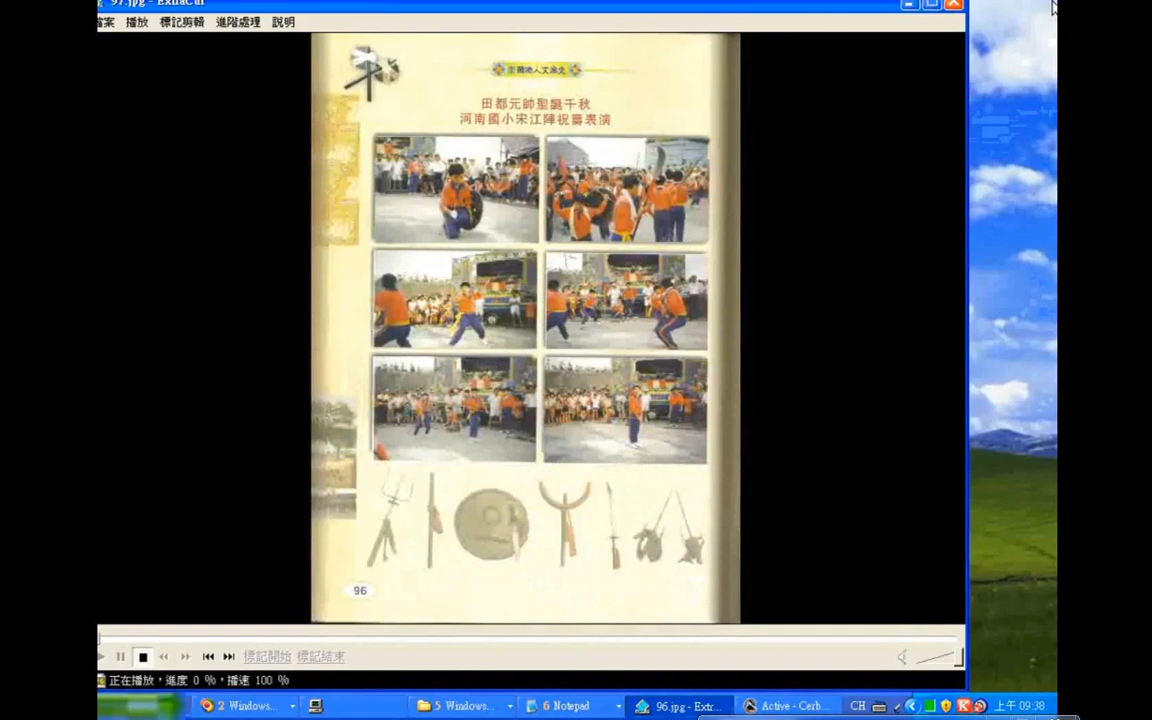 97.jpg - ExtraCut
檔案 播放 標記剪輯 進階處理 說明
宋
田都元帥聖誕千秋
河南國小宋江陣祝壽表演
96
標記開始 標記結束
正在播放，進度 0 %，播速 100 %
2 Windows...
5 Windows...
6 Notepad
96.jpg - Extr...
Active - Cerb...
CH
上午 09:38